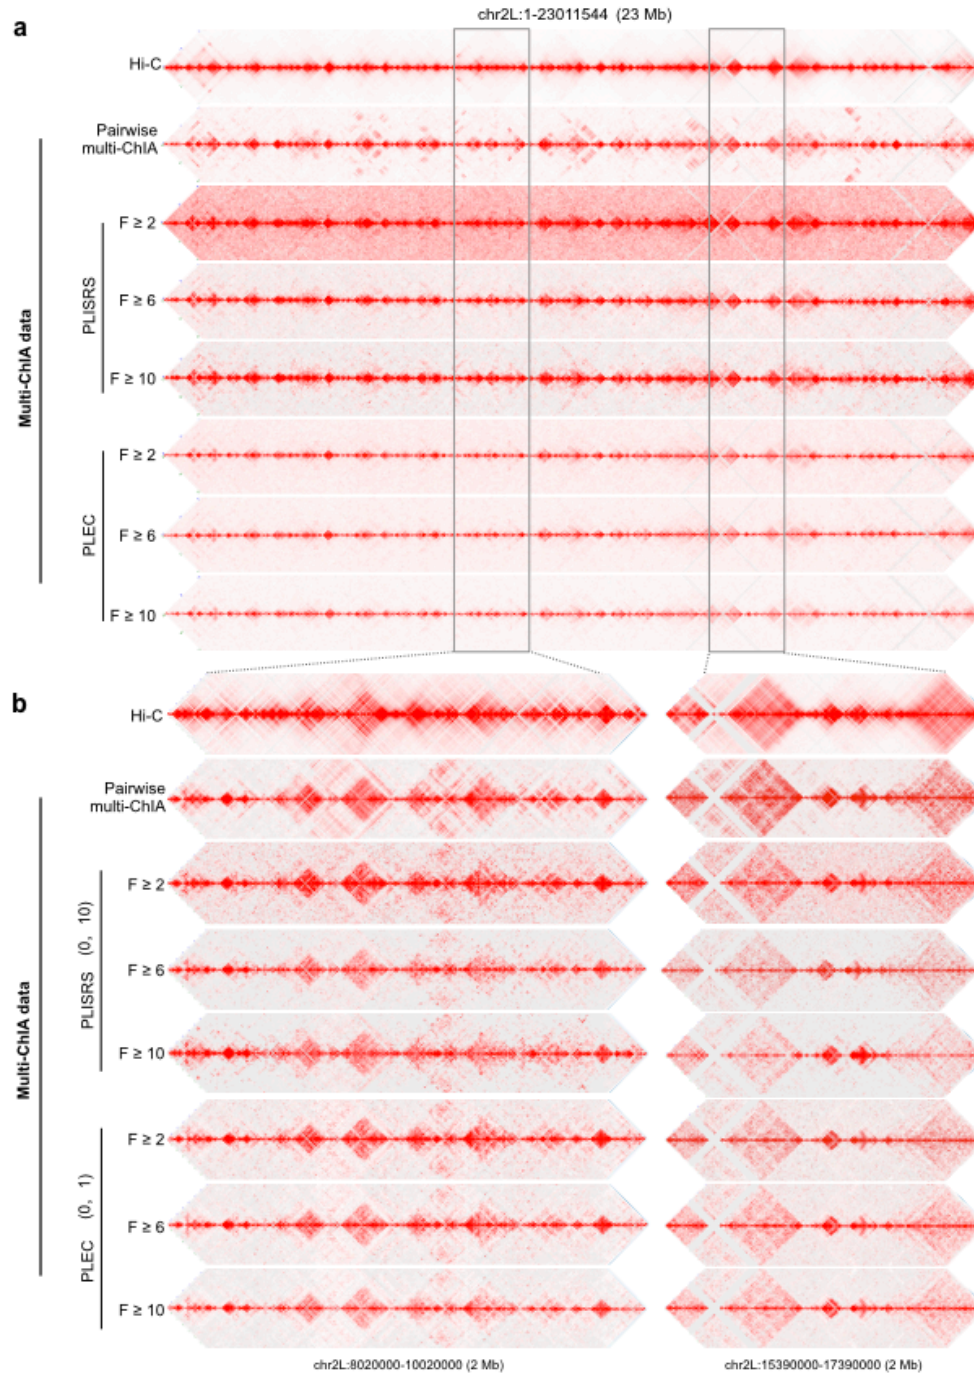 chr2L:1-23011544 (23 Mb)
a
Hi-C
Pairwise
multi-ChIA
F ≥ 2
F ≥ 6
F ≥ 10
PLISRS
F ≥ 2
F ≥ 6
F ≥ 10
PLEC
Multi-ChIA data
b
Hi-C
Pairwise
multi-ChIA
F ≥ 2
F ≥ 6
F ≥ 10
PLISRS (0, 10)
F ≥ 2
F ≥ 6
F ≥ 10
PLEC (0, 1)
Multi-ChIA data
chr2L:8020000-10020000 (2 Mb)
chr2L:15390000-17390000 (2 Mb)